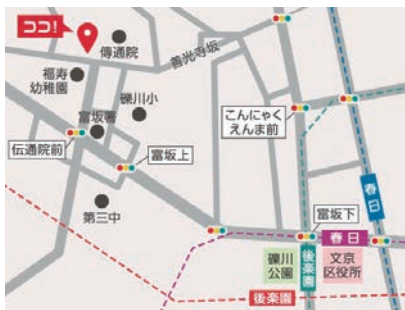 ココ!
傳通院
善光寺坂
福寿
幼稚園
礫川小
富坂署
こんにゃく
えんま前
伝通院前
富坂上
春日
第三中
富坂下
春日
礫川
公園
後楽園
文京
区役所
後楽園